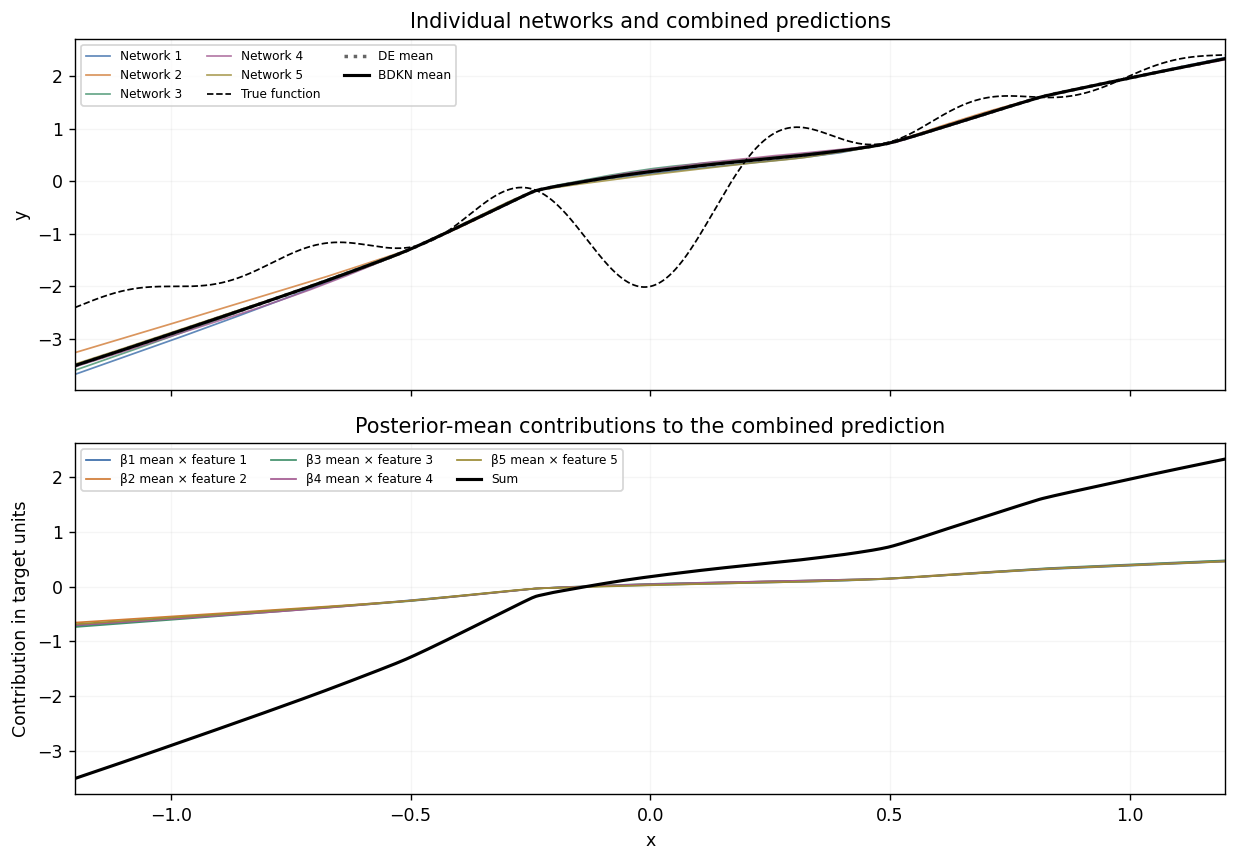 Individual networks and combined predictions
Network 1 Network 4 DE mean
Network 2 Network 5 BDKN mean
Network 3 True function
2
1
0
−1
−2
−3
y
Posterior-mean contributions to the combined prediction
β1 mean × feature 1 β3 mean × feature 3 β5 mean × feature 5
β2 mean × feature 2 β4 mean × feature 4 Sum
2
1
0
−1
−2
−3
Contribution in target units
−1.0 −0.5 0.0 0.5 1.0
x